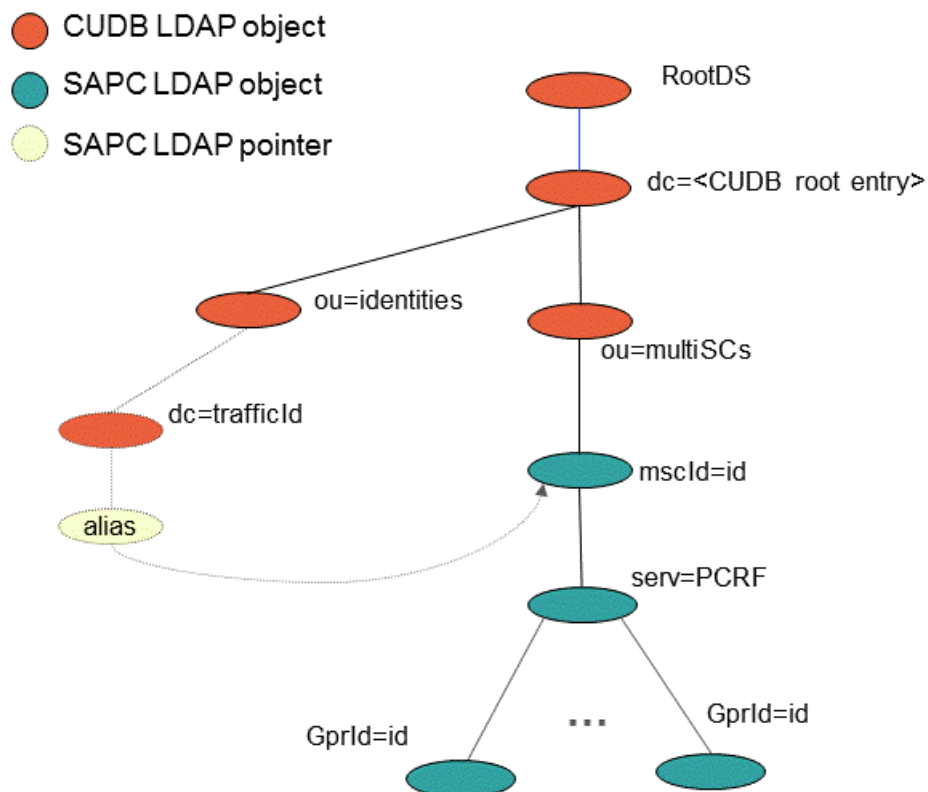 CUDB LDAP object
SAPC LDAP object
SAPC LDAP pointer
RootDS
dc=<CUDB root entry>
ou=identities
ou=multiSCs
dc=trafficId
mscId=id
alias
serv=PCRF
...
GprId=id
GprId=id